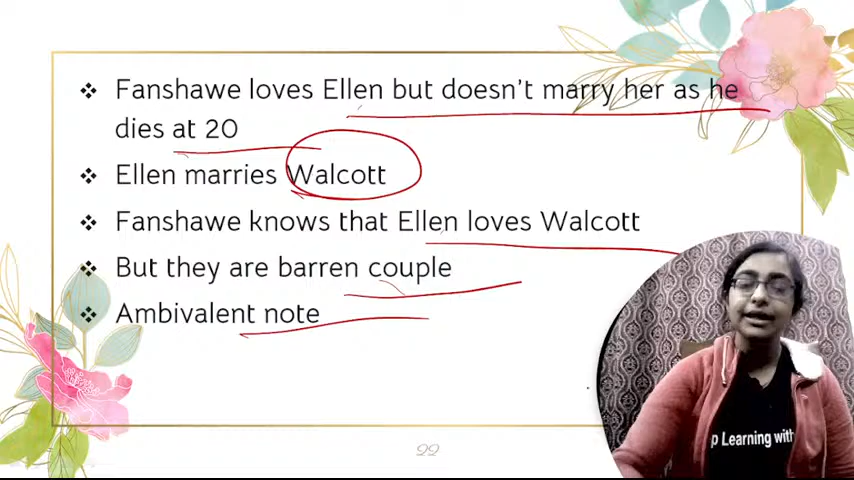 ❖ Fanshawe loves Ellen but doesn't marry her as he
dies at 20
❖ Ellen marries Walcott
❖ Fanshawe knows that Ellen loves Walcott
❖ But they are barren couple
❖ Ambivalent note
p Learning with
22